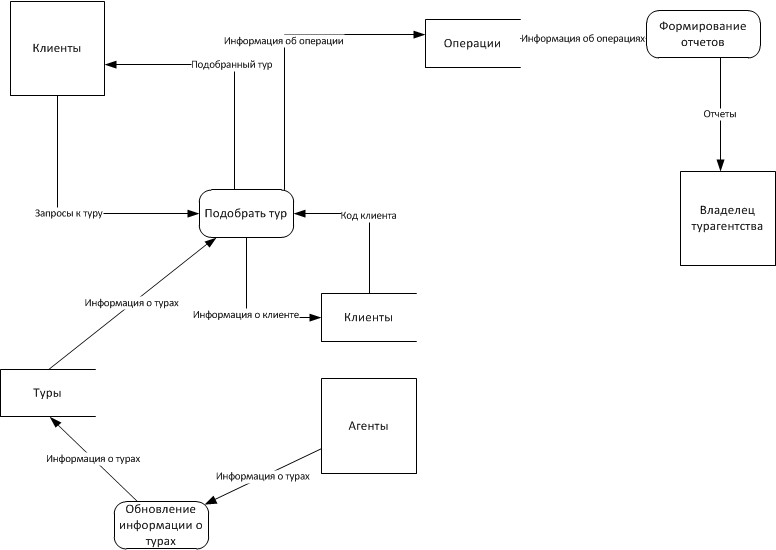 Клиенты
Информация об операции
Операции
Информация об операциях
Формирование
отчетов
Подобранный тур
Отчеты
Запросы к туру
Подобрать тур
Код клиента
Владелец
турагентства
Информация о турах
Информация о клиенте
Клиенты
Туры
Агенты
Информация о турах
Информация о турах
Обновление
информации о
турах